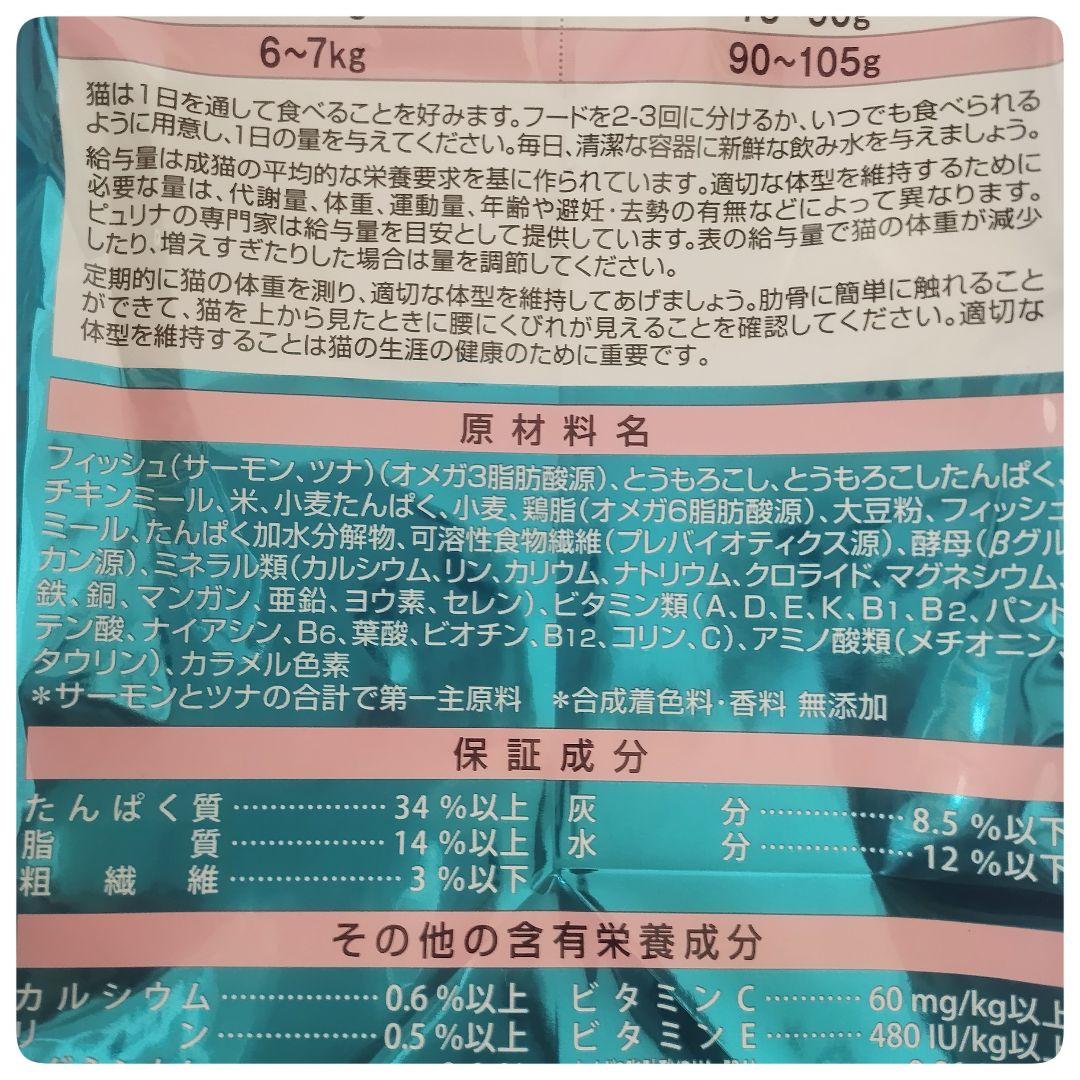 6~7kg 90~105g
猫は1日を通して食べることを好みます。フードを2-3回に分けるか、いつでも食べられる
ように用意し、1日の量を与えてください。毎日、清潔な容器に新鮮な飲み水を与えましょう。
給与量は成猫の平均的な栄養要求を基に作られています。適切な体型を維持するために
必要な量は、代謝量、体重、運動量、年齢や避妊・去勢の有無などによって異なります。
ピュリナの専門家は給与量を目安として提供しています。表の給与量で猫の体重が減少
したり、増えすぎたりした場合は量を調節してください。
定期的に猫の体重を測り、適切な体型を維持してあげましょう。肋骨に簡単に触れること
ができて、猫を上から見たときに腰にくびれが見えることを確認してください。適切な
体型を維持することは猫の生涯の健康のために重要です。
原材料名
フィッシュ(サーモン、ツナ)(オメガ3脂肪酸源)、とうもろこし、とうもろこしたんぱく、
チキンミール、米、小麦たんぱく、小麦、鶏脂(オメガ6脂肪酸源)、大豆粉、フィッシュ
ミール、たんぱく加水分解物、可溶性食物繊維(プレバイオティクス源)、酵母(βグル
カン源)、ミネラル類(カルシウム、リン、カリウム、ナトリウム、クロライド、マグネシウム、
鉄、銅、マンガン、亜鉛、ヨウ素、セレン)、ビタミン類(A、D、E、K、B1、B2、パント
テン酸、ナイアシン、B6、葉酸、ビオチン、B12、コリン、C)、アミノ酸類(メチオニン、
タウリン)、カラメル色素
*サーモンとツナの合計で第一主原料 *合成着色料・香料 無添加
保証成分
たんぱく質 ………………… 34 %以上 灰分 ………………… 8.5 %以下
脂質 ………………… 14 %以上 水分 ………………… 12 %以下
粗繊維 ………………… 3 %以下
その他の含有栄養成分
カルシウム ………………… 0.6 %以上 ビタミンC ………… 60 mg/kg以上
リン ………………… 0.5 %以上 ビタミンE ………… 480 IU/kg以上